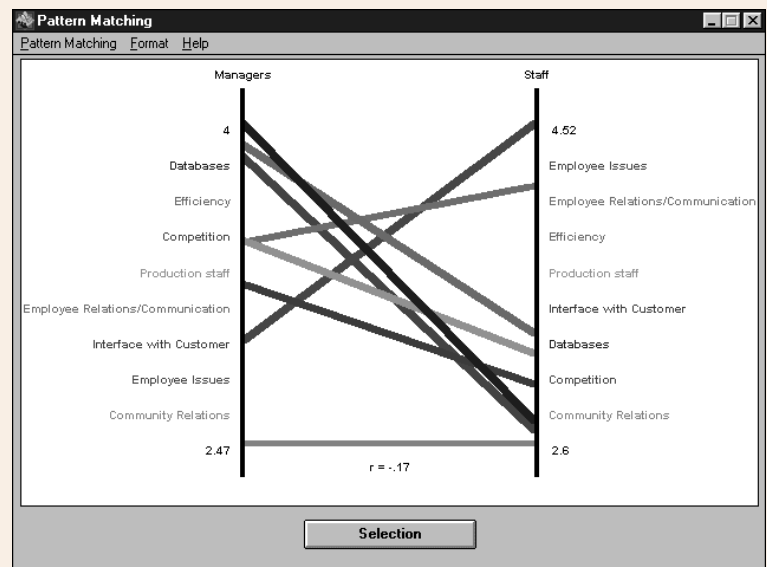 Pattern Matching
Pattern Matching Format Help
Managers Staff
4 4.52
Databases Employee Issues
Efficiency Employee Relations/Communication
Competition Efficiency
Production staff Production staff
Employee Relations/Communication Interface with Customer
Interface with Customer Databases
Employee Issues Competition
Community Relations Community Relations
2.47 2.6
r = -.17
Selection